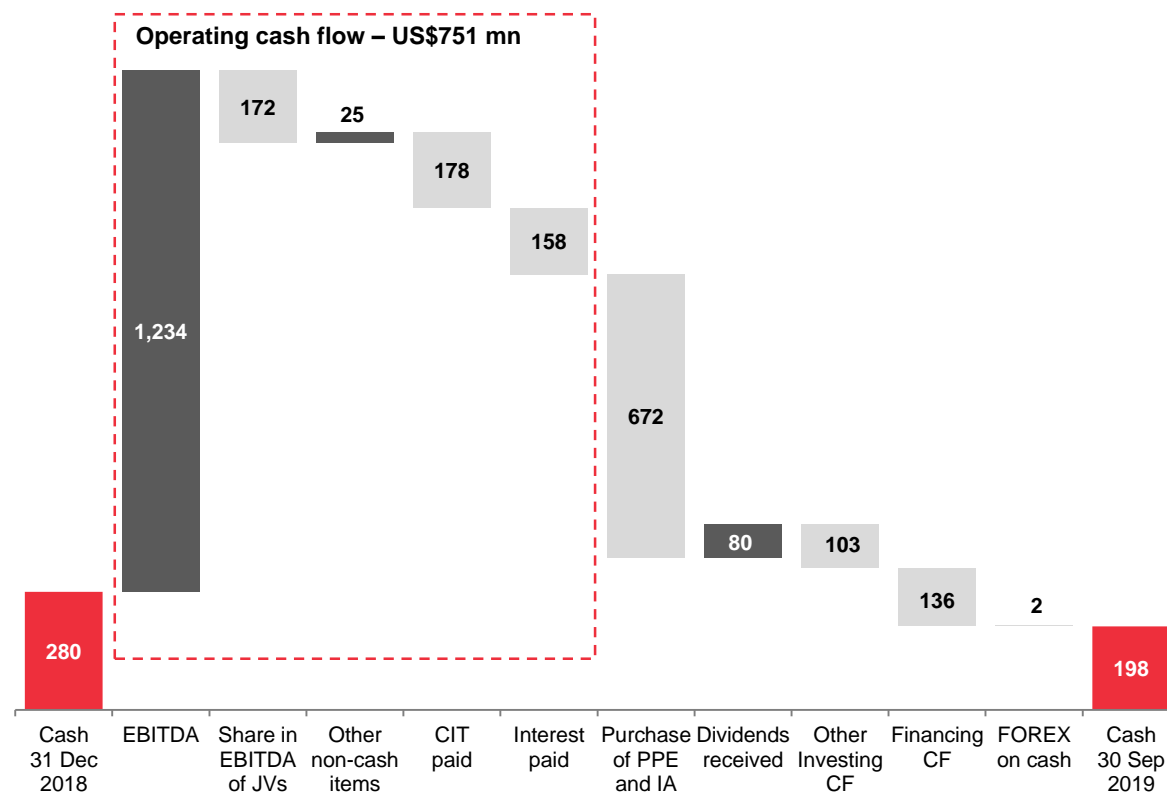 Operating cash flow – US$751 mn
172
25
178
158
1,234
672
80
103
136
2
280
198
Cash
31 Dec
2018
EBITDA
Share in
EBITDA
of JVs
Other
non-cash
items
CIT
paid
Interest
paid
Purchase
of PPE
and IA
Dividends
received
Other
Investing
CF
Financing
CF
FOREX
on cash
Cash
30 Sep
2019